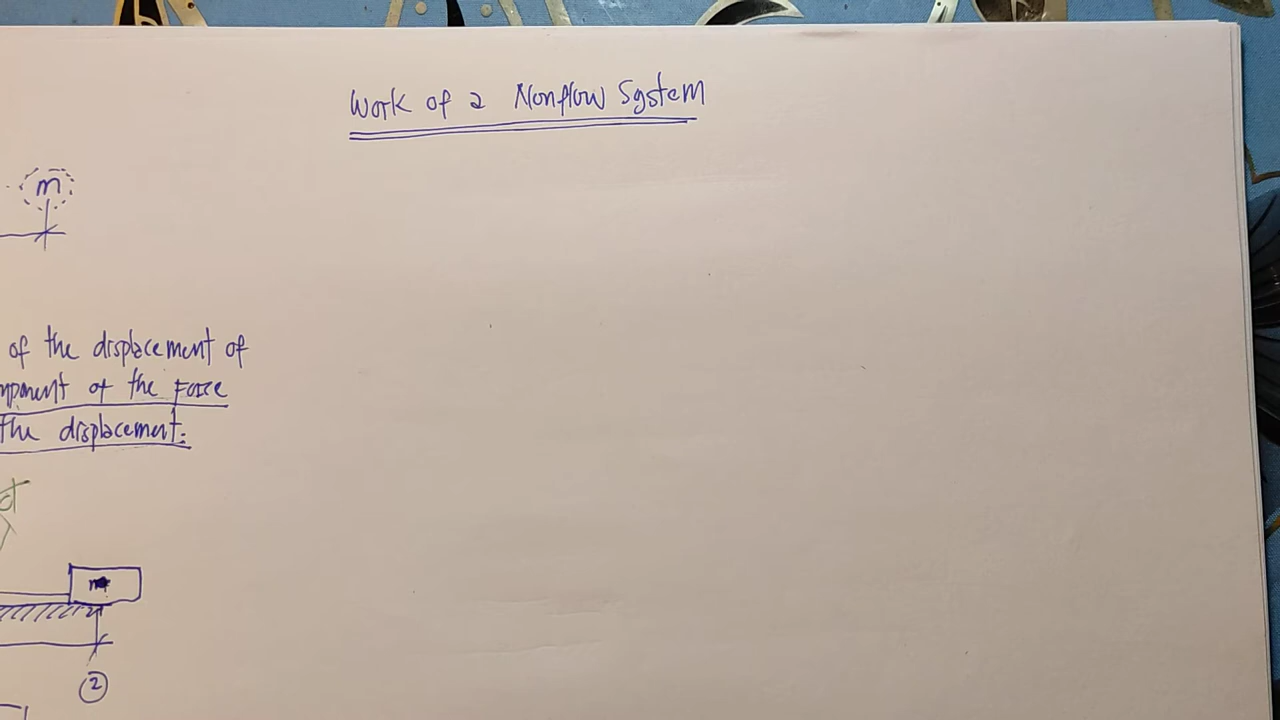 Work of a Nonflow System
m
of the displacement of
mponent of the Force
the displacement.
m
2